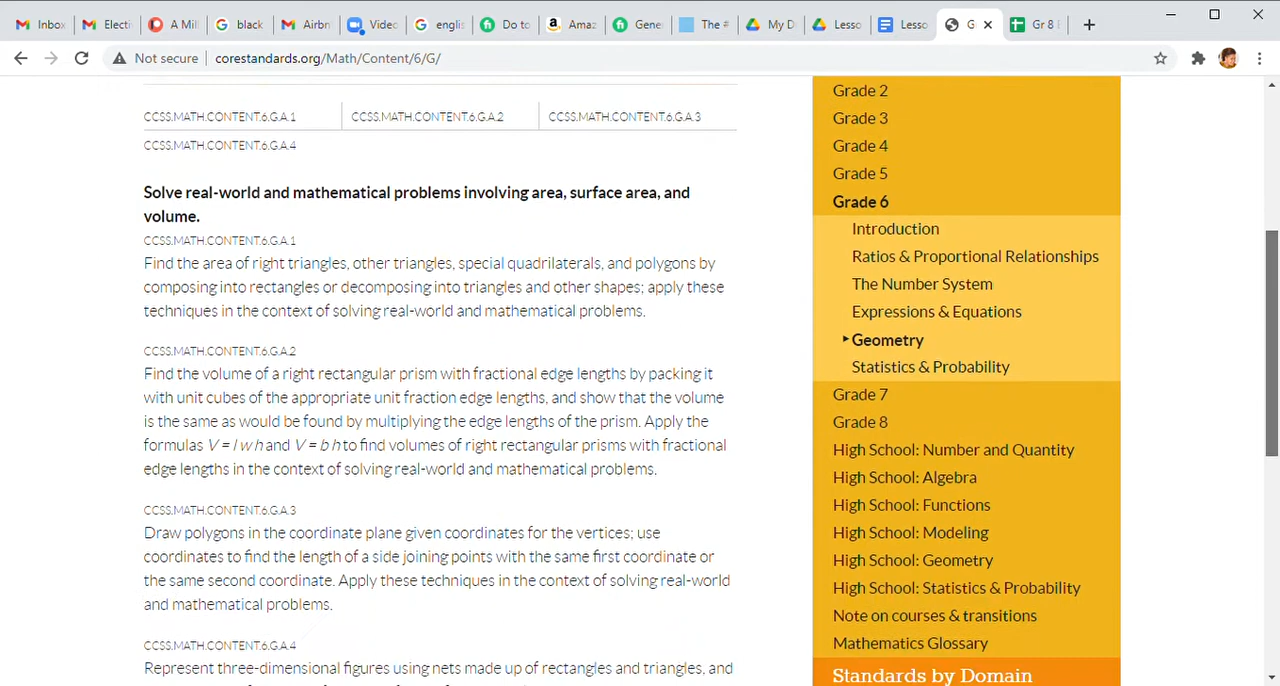 Inbox
Electi
A Mil
black
Airbn
Video
englis
Do to
Amaz
Gene
The #
My D
Lesso
Lesso
G
Gr 8
Not secure
corestandards.org/Math/Content/6/G/
CCSS.MATH.CONTENT.6.G.A.1
CCSS.MATH.CONTENT.6.G.A.2
CCSS.MATH.CONTENT.6.G.A.3
CCSS.MATH.CONTENT.6.G.A.4
Solve real-world and mathematical problems involving area, surface area, and
volume.
CCSS.MATH.CONTENT.6.G.A.1
Find the area of right triangles, other triangles, special quadrilaterals, and polygons by
composing into rectangles or decomposing into triangles and other shapes; apply these
techniques in the context of solving real-world and mathematical problems.
CCSS.MATH.CONTENT.6.G.A.2
Find the volume of a right rectangular prism with fractional edge lengths by packing it
with unit cubes of the appropriate unit fraction edge lengths, and show that the volume
is the same as would be found by multiplying the edge lengths of the prism. Apply the
formulas V = l w h and V = b h to find volumes of right rectangular prisms with fractional
edge lengths in the context of solving real-world and mathematical problems.
CCSS.MATH.CONTENT.6.G.A.3
Draw polygons in the coordinate plane given coordinates for the vertices; use
coordinates to find the length of a side joining points with the same first coordinate or
the same second coordinate. Apply these techniques in the context of solving real-world
and mathematical problems.
CCSS.MATH.CONTENT.6.G.A.4
Represent three-dimensional figures using nets made up of rectangles and triangles, and
Grade 2
Grade 3
Grade 4
Grade 5
Grade 6
Introduction
Ratios & Proportional Relationships
The Number System
Expressions & Equations
Geometry
Statistics & Probability
Grade 7
Grade 8
High School: Number and Quantity
High School: Algebra
High School: Functions
High School: Modeling
High School: Geometry
High School: Statistics & Probability
Note on courses & transitions
Mathematics Glossary
Standards by Domain